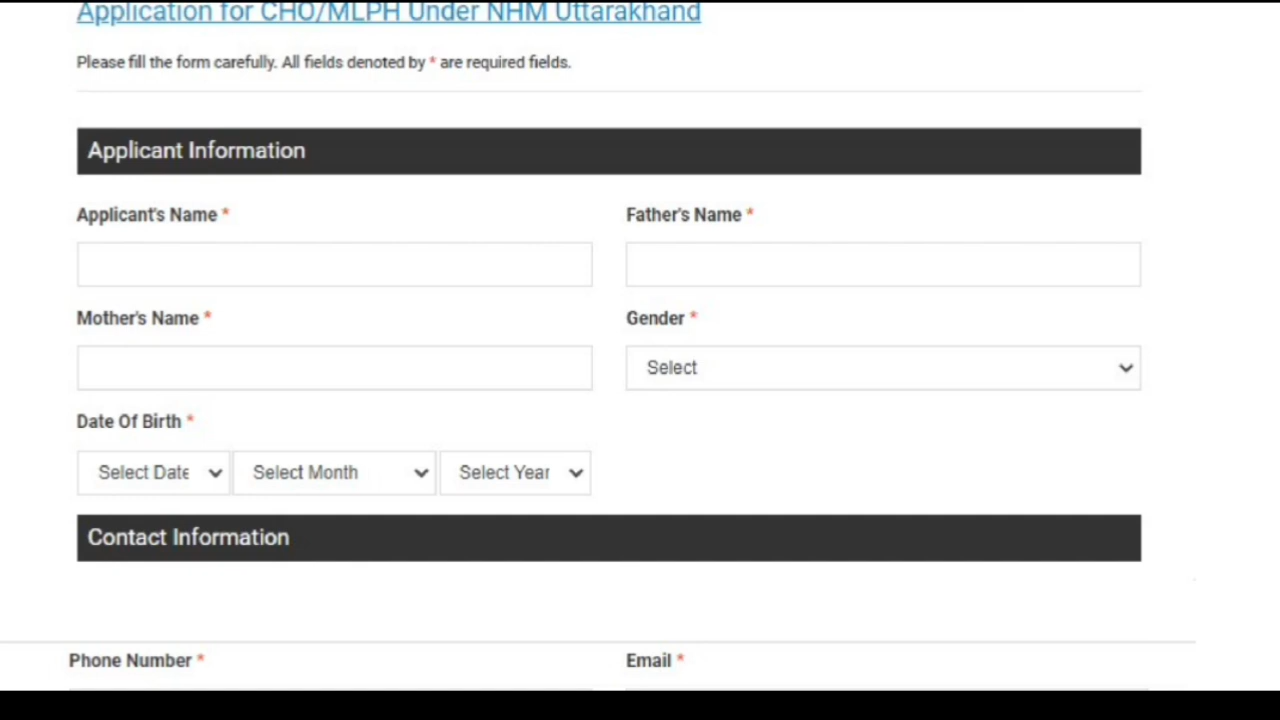 Application for CHO/MLPH Under NHM Uttarakhand
Please fill the form carefully. All fields denoted by * are required fields.
Applicant Information
Applicant's Name * Father's Name *
Mother's Name * Gender *
Select
Date Of Birth *
Select Date Select Month Select Year
Contact Information
Phone Number * Email *